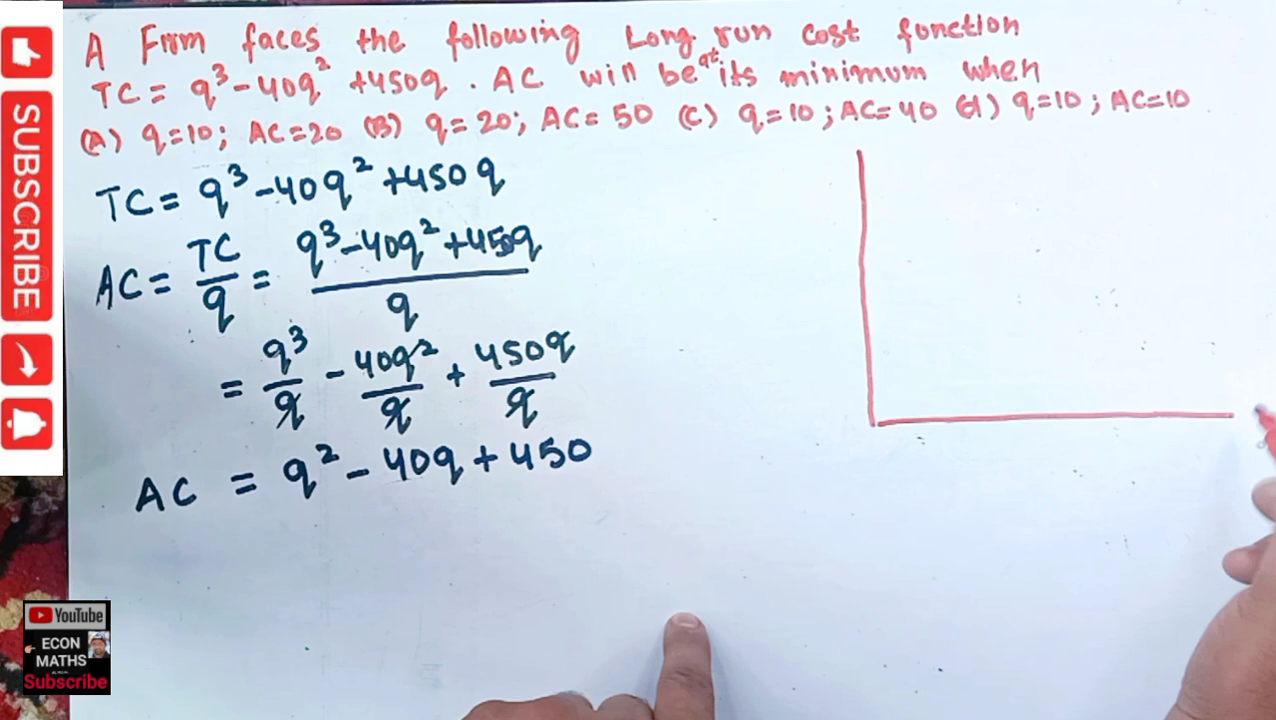 A Firm faces the following Long run cost function
TC = q³ - 40q² + 450q. AC will be at its minimum when
(A) q=10; AC=20 (B) q=20; AC=50 (C) q=10; AC=40 (d) q=10; AC=10
TC = q³ - 40q² + 450q
AC = TC/q = q³ - 40q² + 450q / q
= q³/q - 40q²/q + 450q/q
AC = q² - 40q + 450
SUBSCRIBE
YouTube
ECON
MATHS
Subscribe